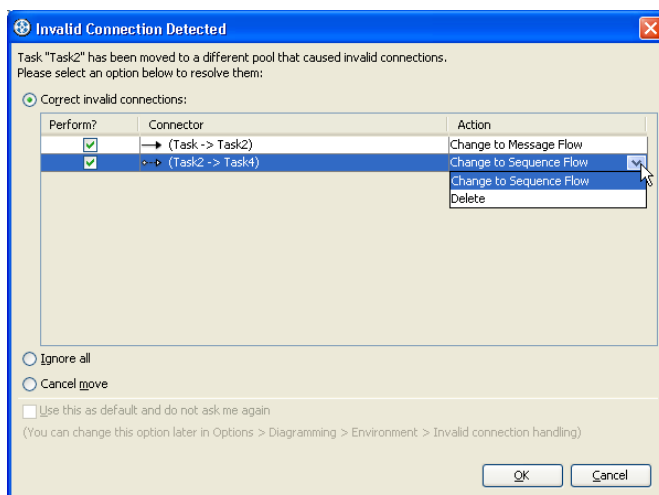 Invalid Connection Detected
Task "Task2" has been moved to a different pool that caused invalid connections.
Please select an option below to resolve them:
Correct invalid connections:
Perform? Connector Action
(Task -> Task2) Change to Message Flow
(Task2 -> Task4) Change to Sequence Flow
Change to Sequence Flow
Delete
Ignore all
Cancel move
Use this as default and do not ask me again
(You can change this option later in Options > Diagramming > Environment > Invalid connection handling)
OK Cancel